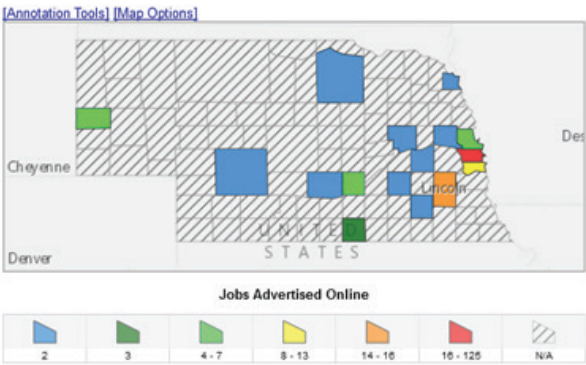 [Annotation Tools] [Map Options]
Des
Cheyenne
Lincoln
UNITED
STATES
Denver
Jobs Advertised Online
2
3
4 - 7
8 - 13
14 - 16
16 - 125
N/A